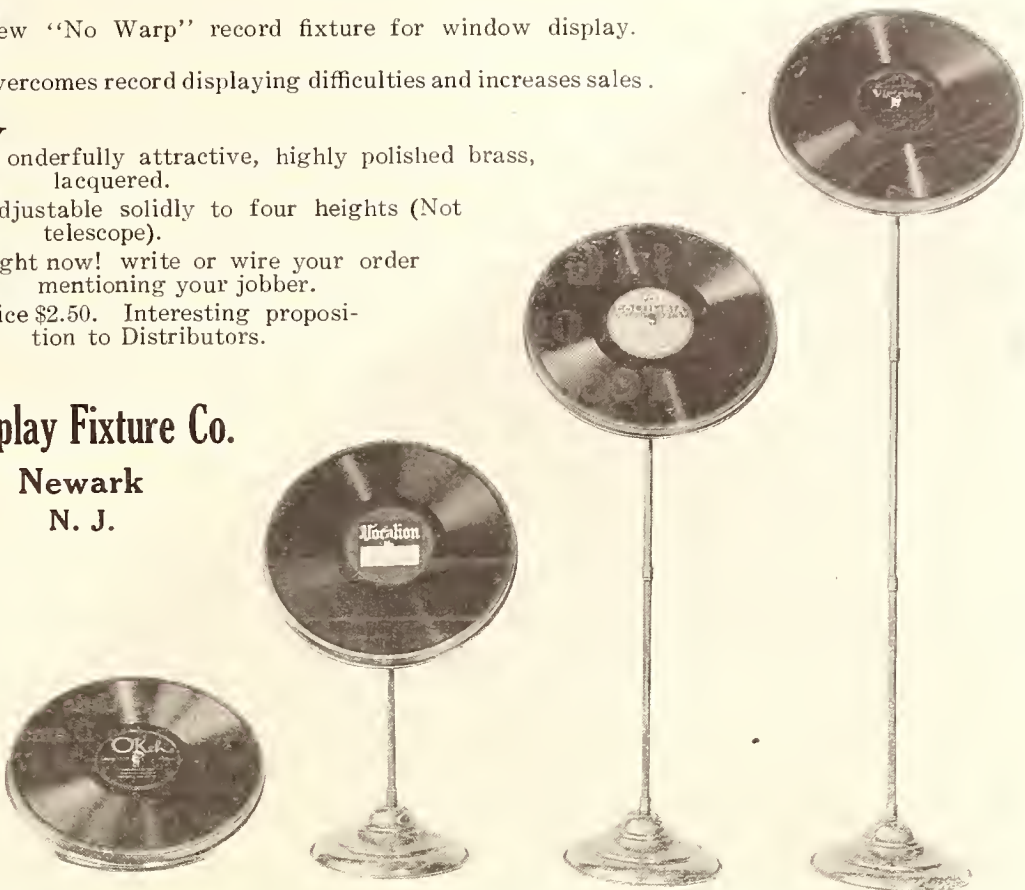 ew “No Warp” record fixture for window display.
vercomes record displaying difficulties and increases sales .
onderfully attractive, highly polished brass,
lacquered.
djustable solidly to four heights (Not
telescope).
ght now! write or wire your order
mentioning your jobber.
ice $2.50. Interesting proposi-
tion to Distributors.
play Fixture Co.
Newark
N. J.
Victrola
COLUMBIA
Vocalion
OKeh